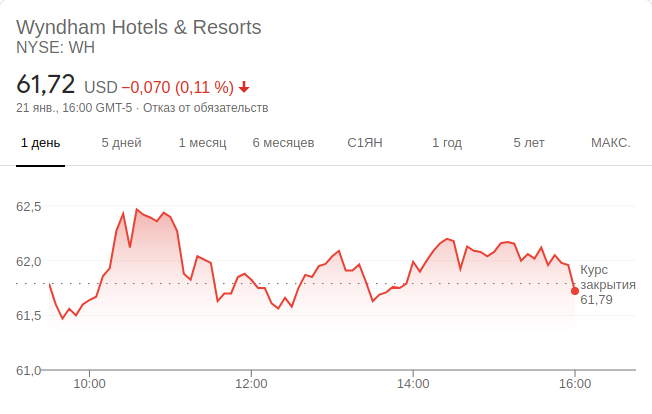 Wyndham Hotels & Resorts
NYSE: WH
61,72 USD −0,070 (0,11 %)
21 янв., 16:00 GMT-5 · Отказ от обязательств
1 день 5 дней 1 месяц 6 месяцев С1ЯН 1 год 5 лет МАКС.
62,5
62,0
Курс
закрытия
61,79
61,5
61,0
10:00 12:00 14:00 16:00